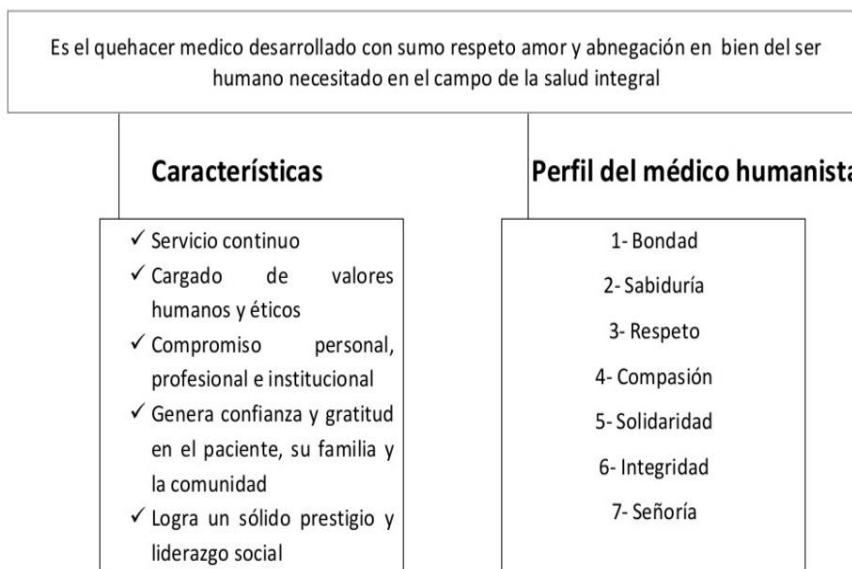 Es el quehacer medico desarrollado con sumo respeto amor y abnegación en bien del ser
humano necesitado en el campo de la salud integral
Características
✓ Servicio continuo
✓ Cargado de valores
humanos y éticos
✓ Compromiso personal,
profesional e institucional
✓ Genera confianza y gratitud
en el paciente, su familia y
la comunidad
✓ Logra un sólido prestigio y
liderazgo social
Perfil del médico humanista
1- Bondad
2- Sabiduría
3- Respeto
4- Compasión
5- Solidaridad
6- Integridad
7- Señoría